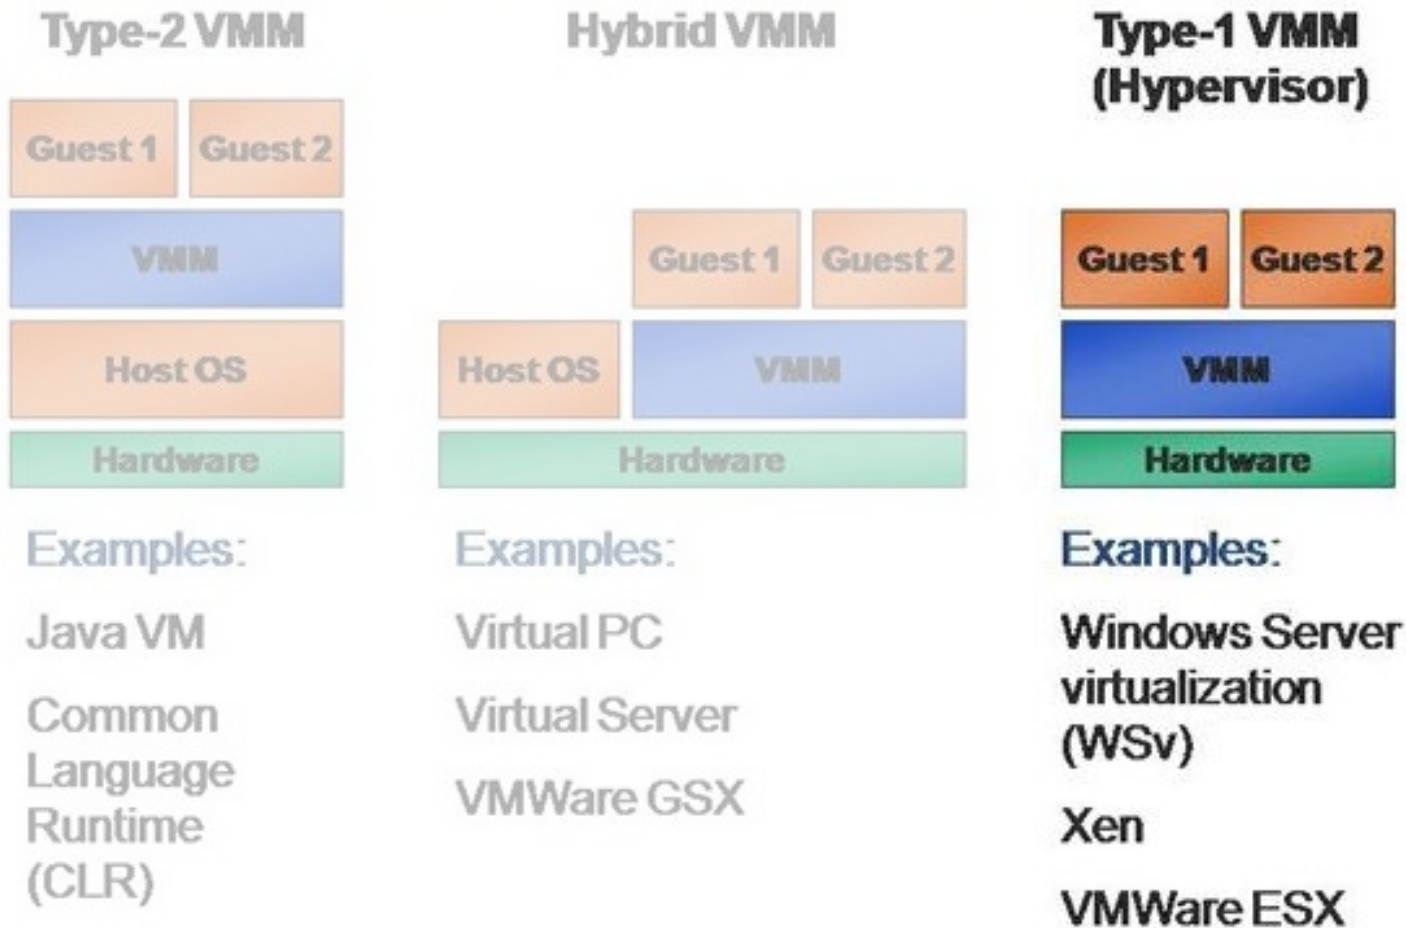 Type-2 VMM
Guest 1
Guest 2
VMM
Host OS
Hardware
Examples:
Java VM
Common
Language
Runtime
(CLR)
Hybrid VMM
Guest 1
Guest 2
Host OS
VMM
Hardware
Examples:
Virtual PC
Virtual Server
VMWare GSX
Type-1 VMM
(Hypervisor)
Guest 1
Guest 2
VMM
Hardware
Examples:
Windows Server
virtualization
(WSv)
Xen
VMWare ESX